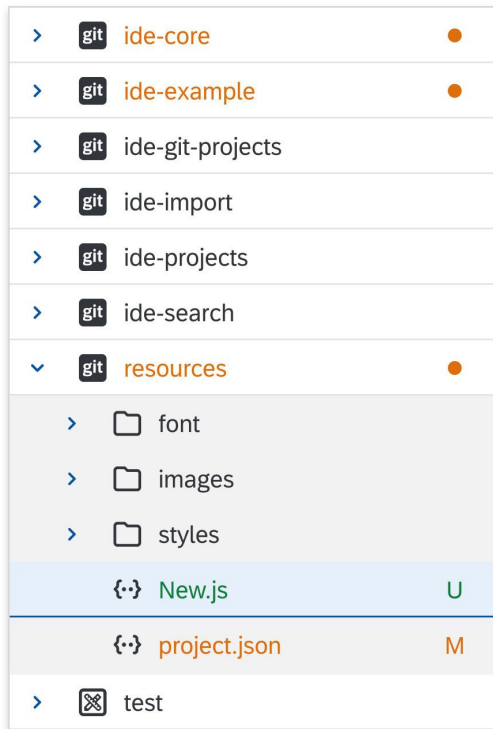 git ide-core
git ide-example
git ide-git-projects
git ide-import
git ide-projects
git ide-search
git resources
font
images
styles
{··} New.js U
{··} project.json M
test